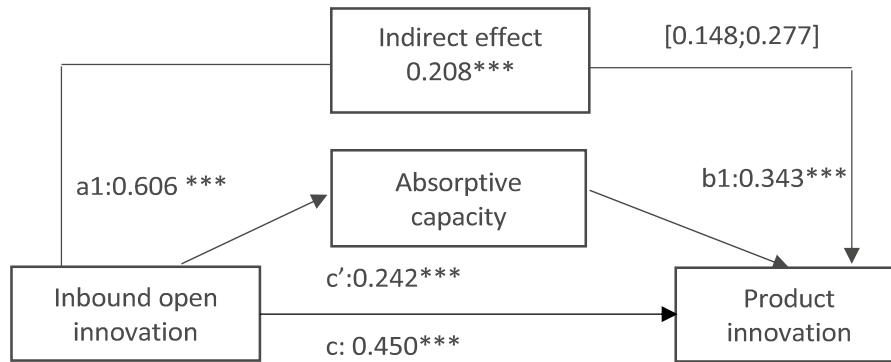 Indirect effect
0.208***
[0.148;0.277]
a1:0.606 ***
Absorptive
capacity
b1:0.343***
Inbound open
innovation
c’:0.242***
c: 0.450***
Product
innovation